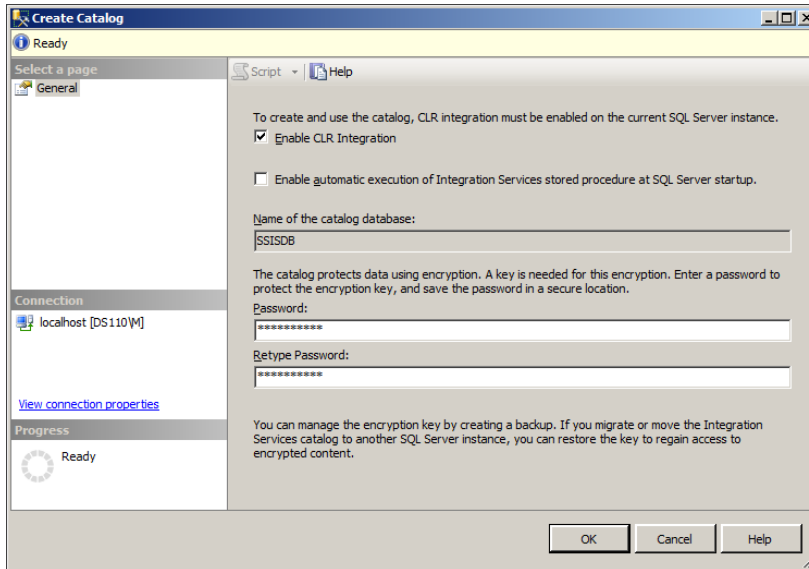 Create Catalog
Ready
Select a page
General
Script
Help
To create and use the catalog, CLR integration must be enabled on the current SQL Server instance.
Enable CLR Integration
Enable automatic execution of Integration Services stored procedure at SQL Server startup.
Name of the catalog database:
SSISDB
The catalog protects data using encryption. A key is needed for this encryption. Enter a password to
protect the encryption key, and save the password in a secure location.
Password:
**********
Retype Password:
**********
You can manage the encryption key by creating a backup. If you migrate or move the Integration
Services catalog to another SQL Server instance, you can restore the key to regain access to
encrypted content.
Connection
localhost [DS110\M]
View connection properties
Progress
Ready
OK
Cancel
Help